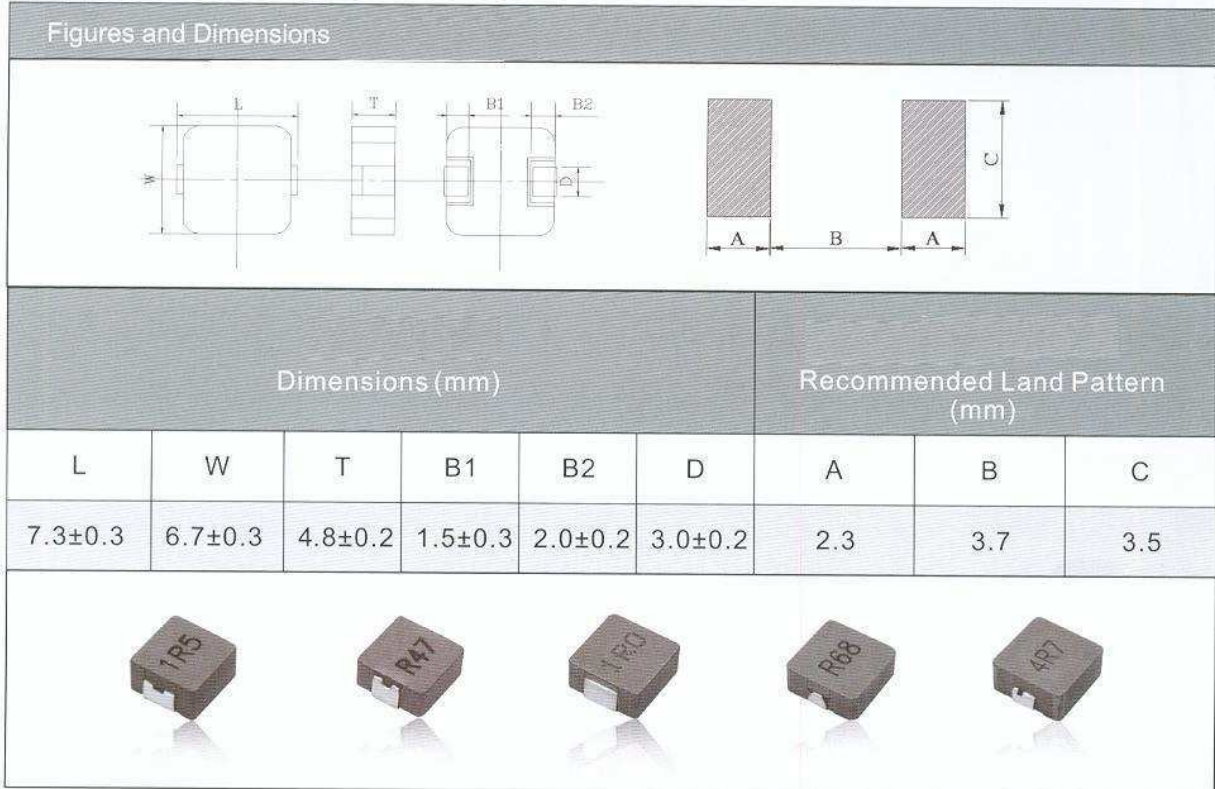 Figures and Dimensions
L
T
B1
B2
W
D
C
A
B
A
Dimensions (mm)
Recommended Land Pattern
(mm)
L W T B1 B2 D A B C
7.3±0.3 6.7±0.3 4.8±0.2 1.5±0.3 2.0±0.2 3.0±0.2 2.3 3.7 3.5
1R5
R47
1R0
R68
4R7